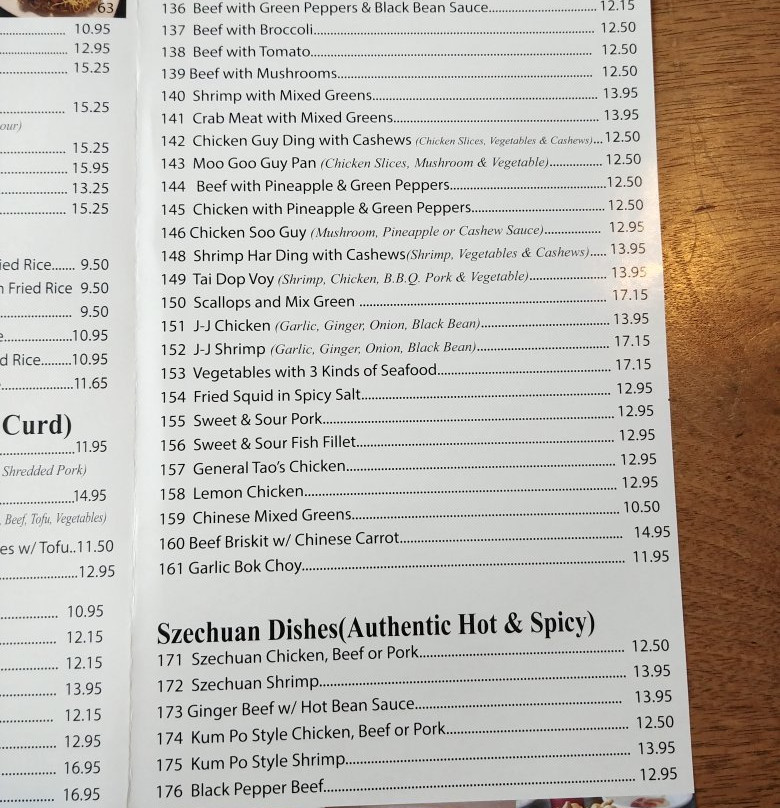 63
10.95
12.95
15.25
15.25
our)
15.25
15.95
13.25
15.25
ied Rice....... 9.50
n Fried Rice 9.50
9.50
e.................10.95
d Rice........10.95
11.65
Curd)
11.95
Shredded Pork)
14.95
, Beef, Tofu, Vegetables)
es w/ Tofu..11.50
12.95
10.95
12.15
12.15
13.95
12.15
12.95
16.95
16.95
136 Beef with Green Peppers & Black Bean Sauce........................ 12.15
137 Beef with Broccoli........................ 12.50
138 Beef with Tomato........................ 12.50
139 Beef with Mushrooms........................ 12.50
140 Shrimp with Mixed Greens........................ 13.95
141 Crab Meat with Mixed Greens........................ 13.95
142 Chicken Guy Ding with Cashews (Chicken Slices, Vegetables & Cashews)... 12.50
143 Moo Goo Guy Pan (Chicken Slices, Mushroom & Vegetable)............. 12.50
144 Beef with Pineapple & Green Peppers........................12.50
145 Chicken with Pineapple & Green Peppers........................ 12.50
146 Chicken Soo Guy (Mushroom, Pineapple or Cashew Sauce)............... 12.95
148 Shrimp Har Ding with Cashews(Shrimp, Vegetables & Cashews)..... 13.95
149 Tai Dop Voy (Shrimp, Chicken, B.B.Q. Pork & Vegetable).................... 13.95
150 Scallops and Mix Green ........................ 17.15
151 J-J Chicken (Garlic, Ginger, Onion, Black Bean)........................ 13.95
152 J-J Shrimp (Garlic, Ginger, Onion, Black Bean)........................ 17.15
153 Vegetables with 3 Kinds of Seafood........................ 17.15
154 Fried Squid in Spicy Salt........................ 12.95
155 Sweet & Sour Pork........................ 12.95
156 Sweet & Sour Fish Fillet........................ 12.95
157 General Tao's Chicken........................ 12.95
158 Lemon Chicken........................ 12.95
159 Chinese Mixed Greens........................ 10.50
160 Beef Briskit w/ Chinese Carrot........................ 14.95
161 Garlic Bok Choy........................ 11.95
Szechuan Dishes(Authentic Hot & Spicy)
171 Szechuan Chicken, Beef or Pork........................ 12.50
172 Szechuan Shrimp........................ 13.95
173 Ginger Beef w/ Hot Bean Sauce........................ 13.95
174 Kum Po Style Chicken, Beef or Pork........................ 12.50
175 Kum Po Style Shrimp........................ 13.95
176 Black Pepper Beef........................ 12.95